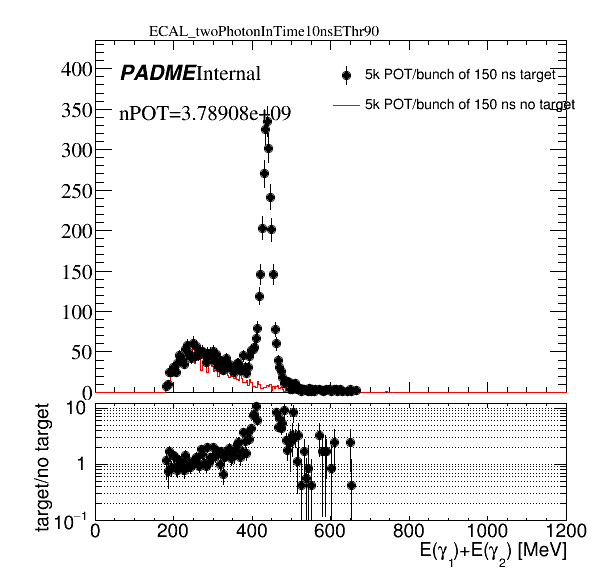 ECAL_twoPhotonInTime10nsEThr90
PADME Internal
5k POT/bunch of 150 ns target
5k POT/bunch of 150 ns no target
nPOT=3.78908e+09
400
350
300
250
200
150
100
50
0
target/no target
10
1
10⁻¹
0 200 400 600 800 1000 1200
E(γ₁)+E(γ₂) [MeV]